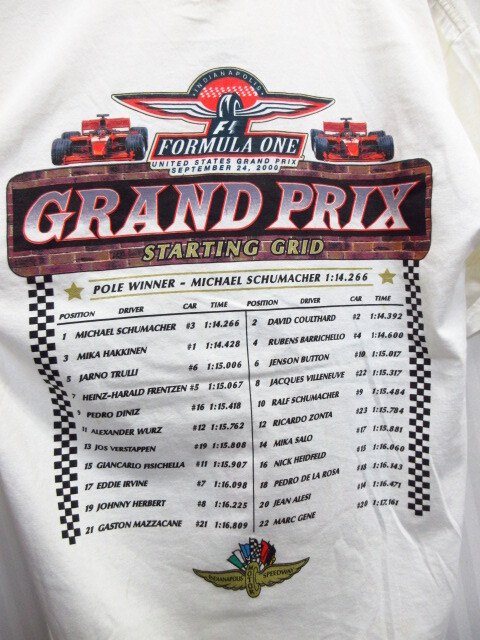 INDIANAPOLIS
F1
FORMULA ONE
UNITED STATES GRAND PRIX
SEPTEMBER 24, 2000
GRAND PRIX
STARTING GRID
POLE WINNER - MICHAEL SCHUMACHER 1:14.266
POSITION DRIVER CAR TIME POSITION DRIVER CAR TIME
1 MICHAEL SCHUMACHER #3 1:14.266 2 DAVID COULTHARD #2 1:14.392
3 MIKA HAKKINEN #1 1:14.428 4 RUBENS BARRICHELLO #4 1:14.600
5 JARNO TRULLI #6 1:15.006 6 JENSON BUTTON #10 1:15.017
7 HEINZ-HARALD FRENTZEN #5 1:15.067 8 JACQUES VILLENEUVE #22 1:15.317
9 PEDRO DINIZ #16 1:15.418 10 RALF SCHUMACHER #9 1:15.484
11 ALEXANDER WURZ #12 1:15.762 12 RICARDO ZONTA #23 1:15.784
13 JOS VERSTAPPEN #19 1:15.808 14 MIKA SALO #17 1:15.881
15 GIANCARLO FISICHELLA #11 1:15.907 16 NICK HEIDFELD #15 1:16.060
17 EDDIE IRVINE #7 1:16.098 18 PEDRO DE LA ROSA #18 1:16.143
19 JOHNNY HERBERT #8 1:16.225 20 JEAN ALESI #14 1:16.471
21 GASTON MAZZACANE #21 1:16.809 22 MARC GENE #20 1:17.161
INDIANAPOLIS MOTOR SPEEDWAY